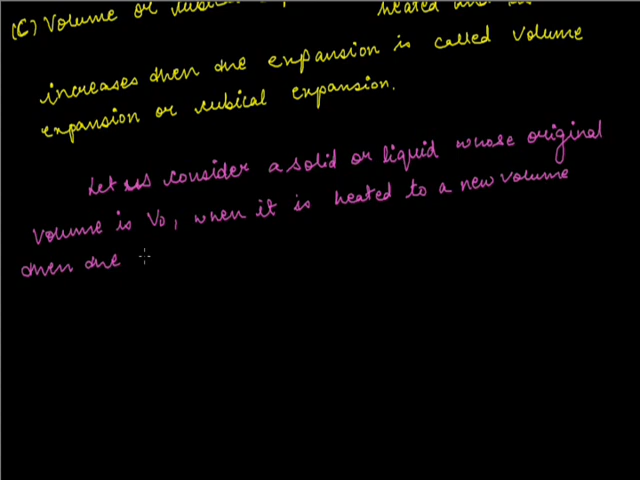 (C) Volume or cubical heated
increases then the expansion is called volume
expansion or cubical expansion.
Let us consider a solid or liquid whose original
Volume is V₀, when it is heated to a new volume
then the